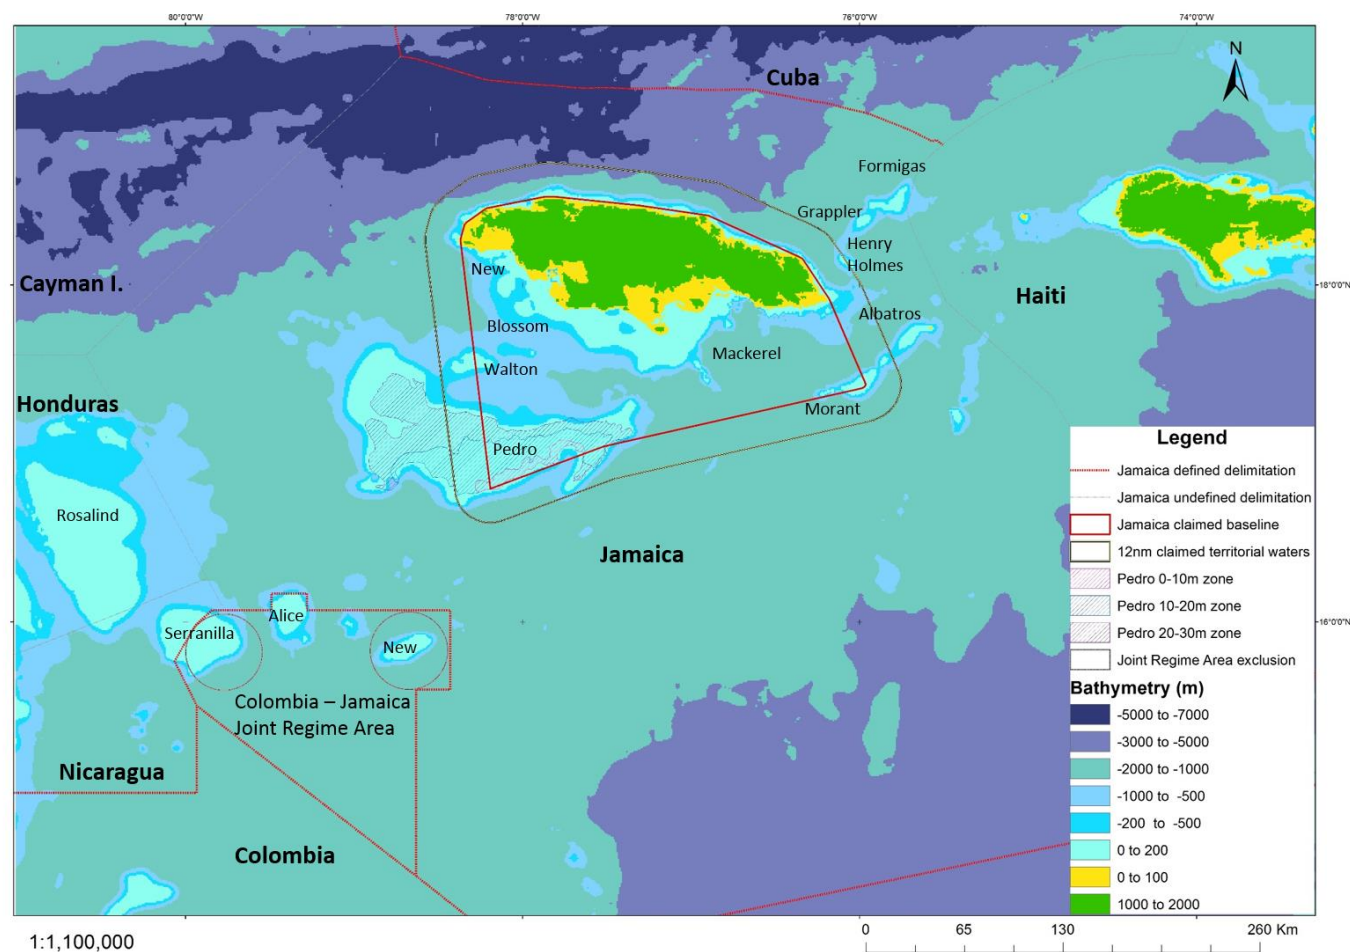 80°0'0"W
78°0'0"W
76°0'0"W
74°0'0"W
N
Cuba
Formigas
Grappler
Henry
Holmes
New
Cayman I.
18°0'0"N
Haiti
Blossom
Albatros
Mackerel
Walton
Honduras
Morant
Pedro
Rosalind
Jamaica
Alice
Serranilla
New
16°0'0"N
Colombia – Jamaica
Joint Regime Area
Nicaragua
Colombia
Legend
Jamaica defined delimitation
Jamaica undefined delimitation
Jamaica claimed baseline
12nm claimed territorial waters
Pedro 0-10m zone
Pedro 10-20m zone
Pedro 20-30m zone
Joint Regime Area exclusion
Bathymetry (m)
-5000 to -7000
-3000 to -5000
-2000 to -1000
-1000 to -500
-200 to -500
0 to 200
0 to 100
1000 to 2000
1:1,100,000
0 65 130 260 Km